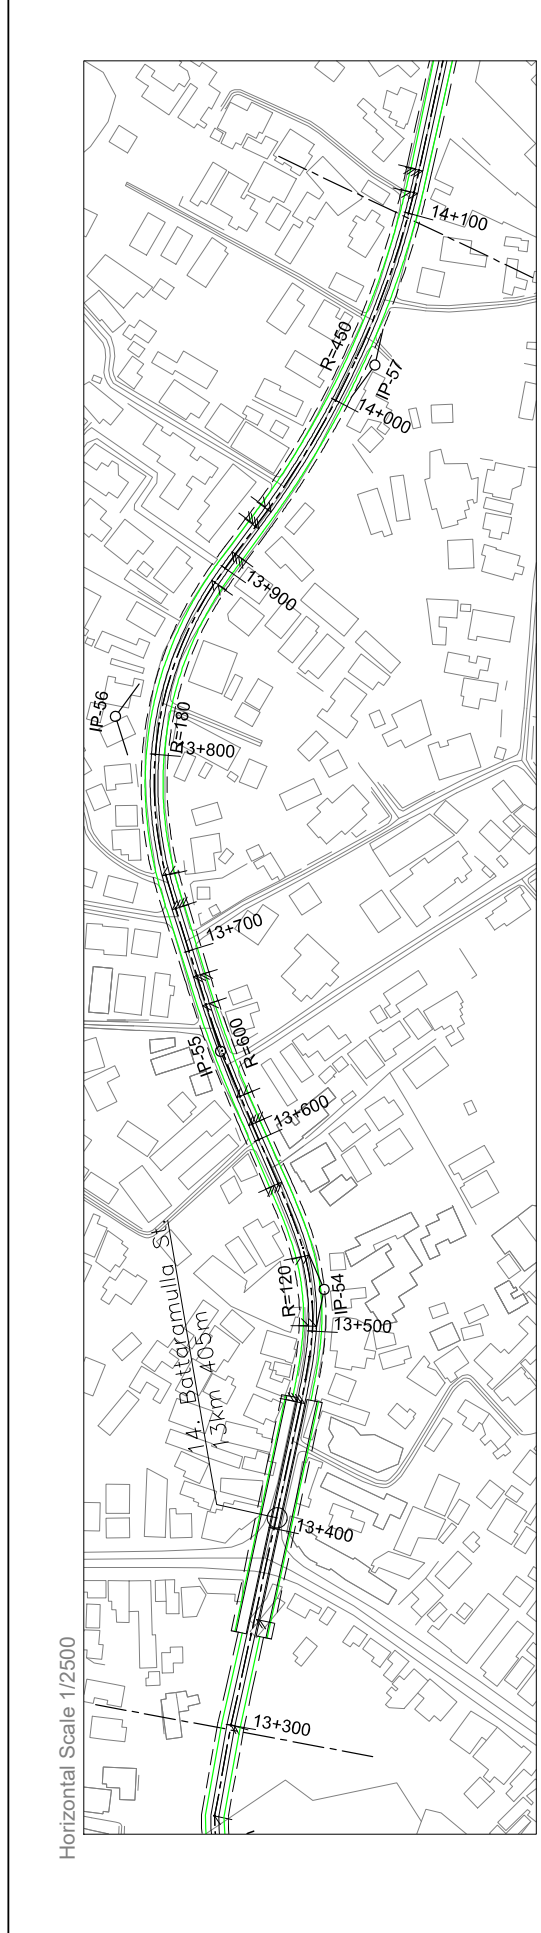 14+100
R=450
IP-57
14+000
13+900
IP-56
R=180
13+800
13+700
IP-55
R=600
13+600
IP-54
R=120
13+500
14. Battaramulla St.
13km 405m
13+400
13+300
Horizontal Scale 1/2500